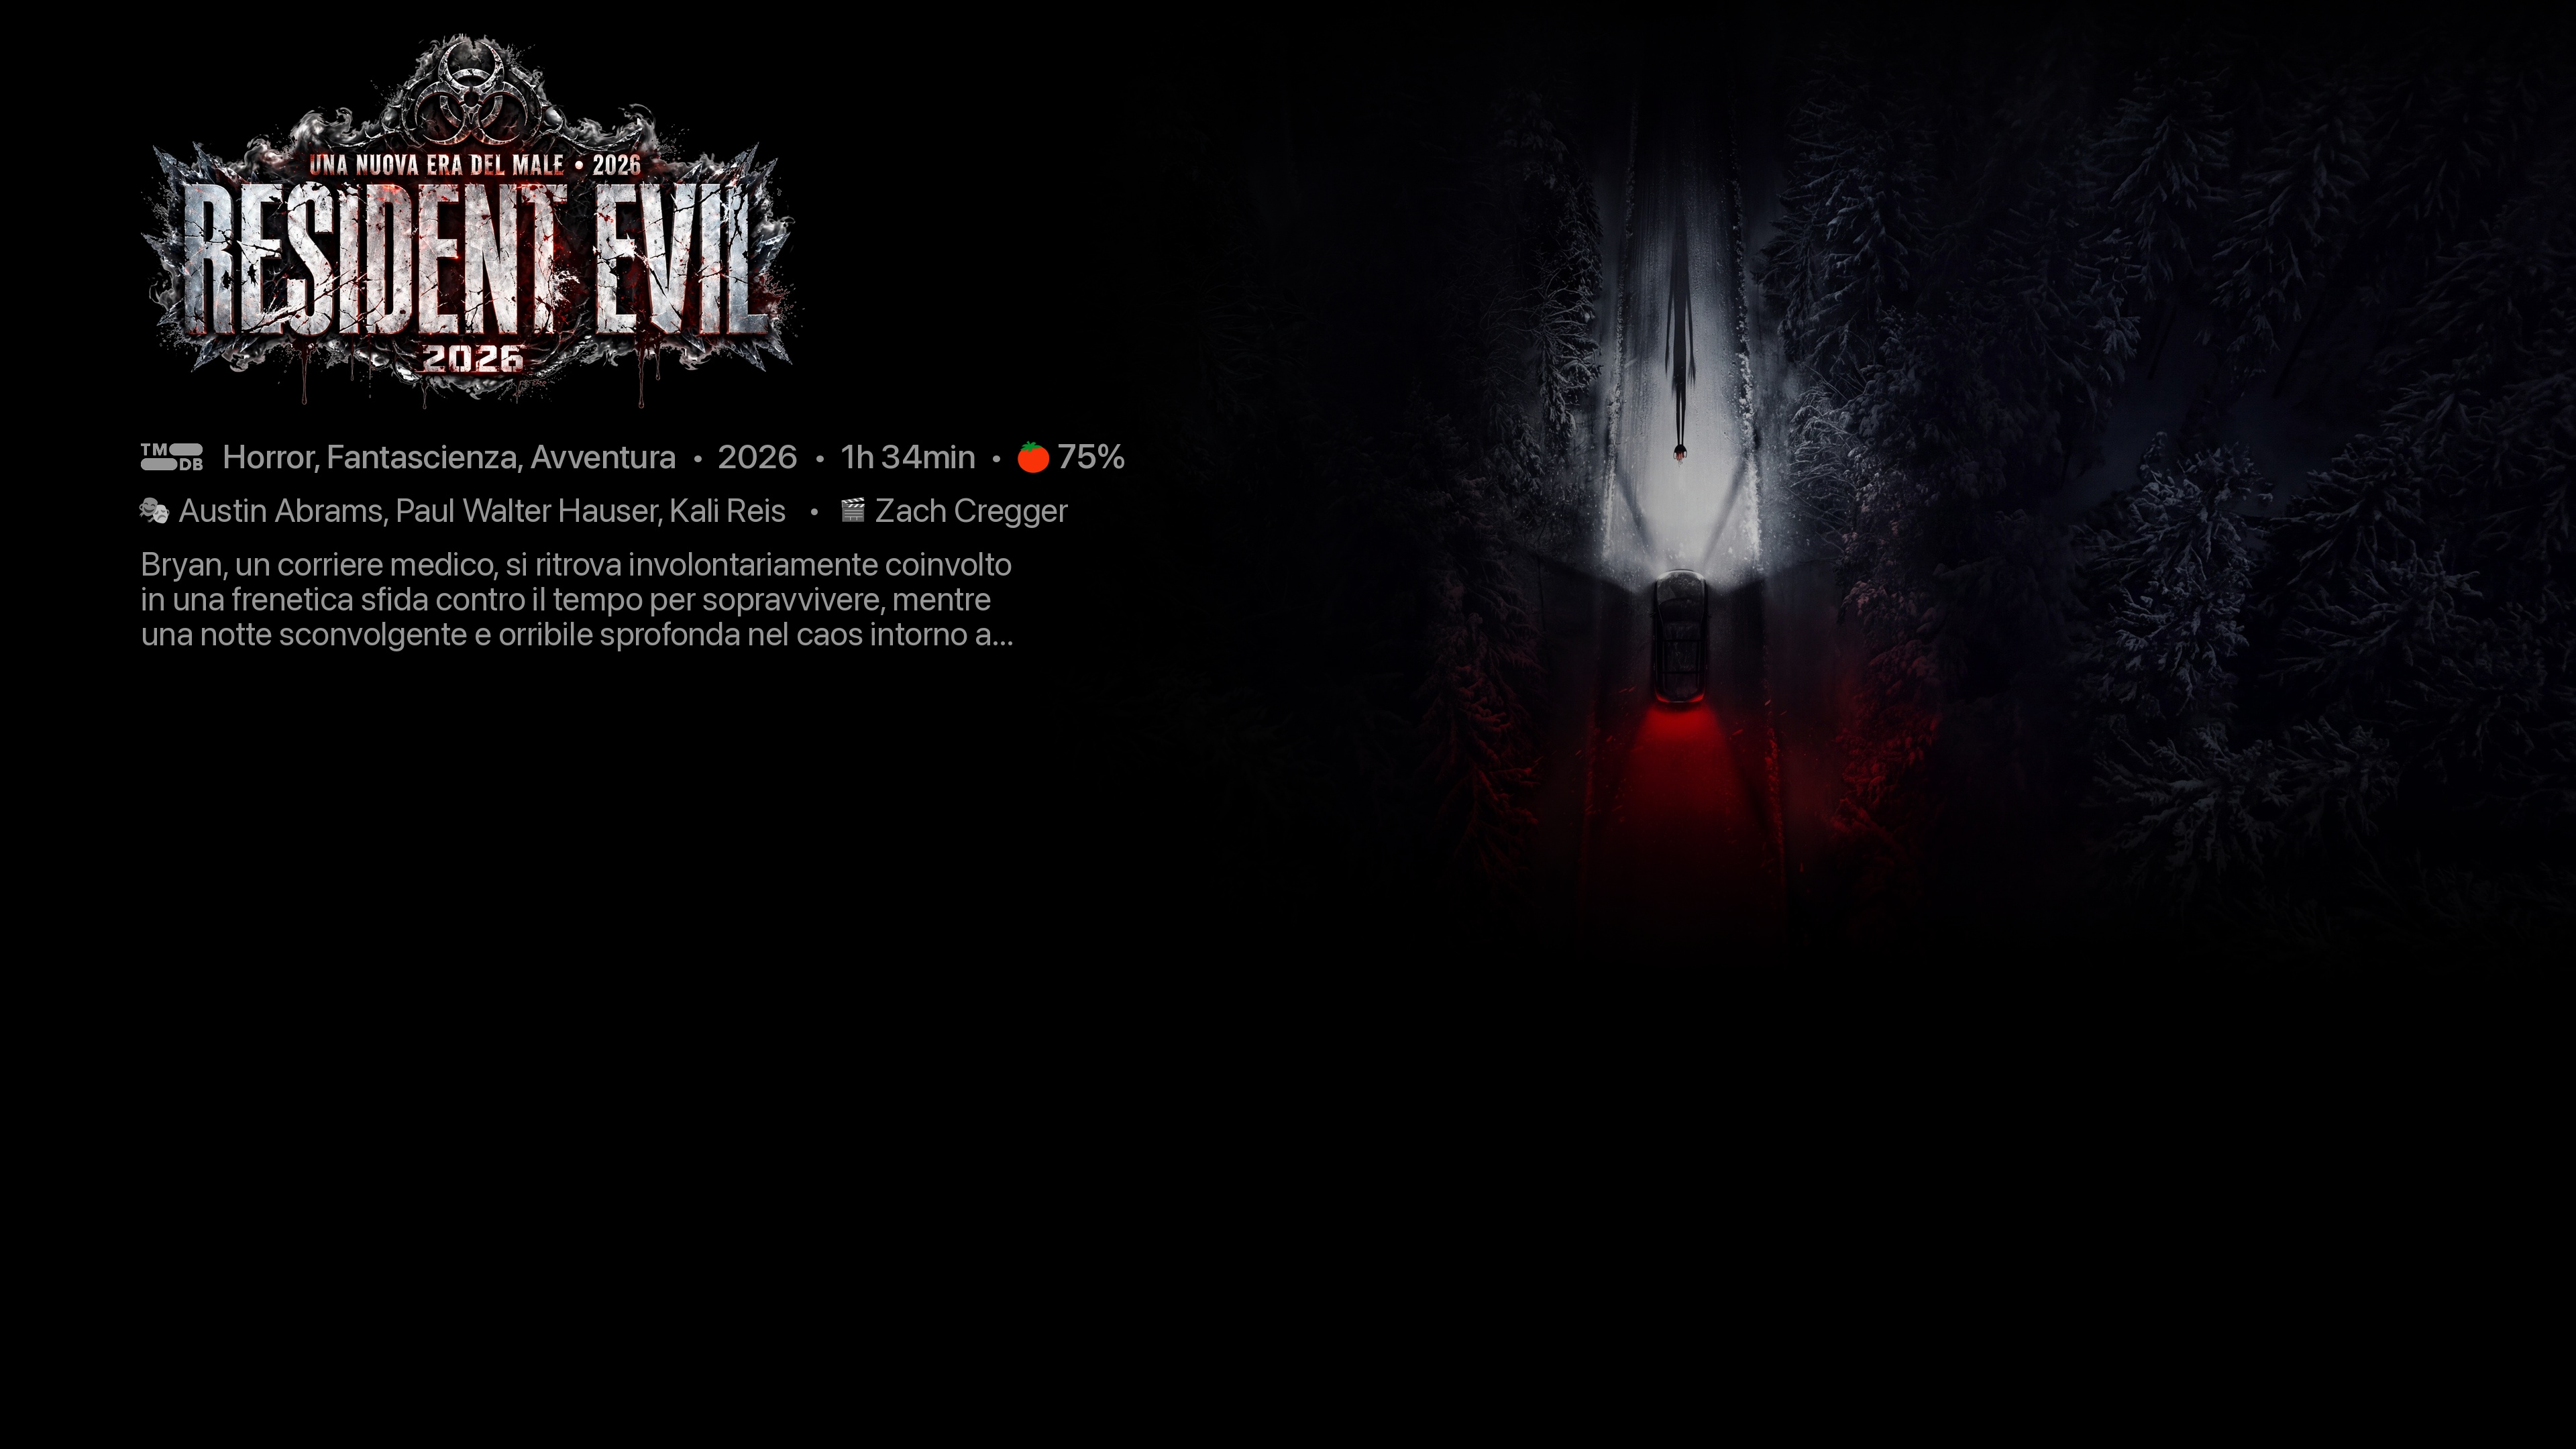 UNA NUOVA ERA DEL MALE • 2026
RESIDENT EVIL
2026
TMDB Horror, Fantascienza, Avventura • 2026 • 1h 34min • 75%
Austin Abrams, Paul Walter Hauser, Kali Reis • Zach Cregger
Bryan, un corriere medico, si ritrova involontariamente coinvolto
in una frenetica sfida contro il tempo per sopravvivere, mentre
una notte sconvolgente e orribile sprofonda nel caos intorno a...